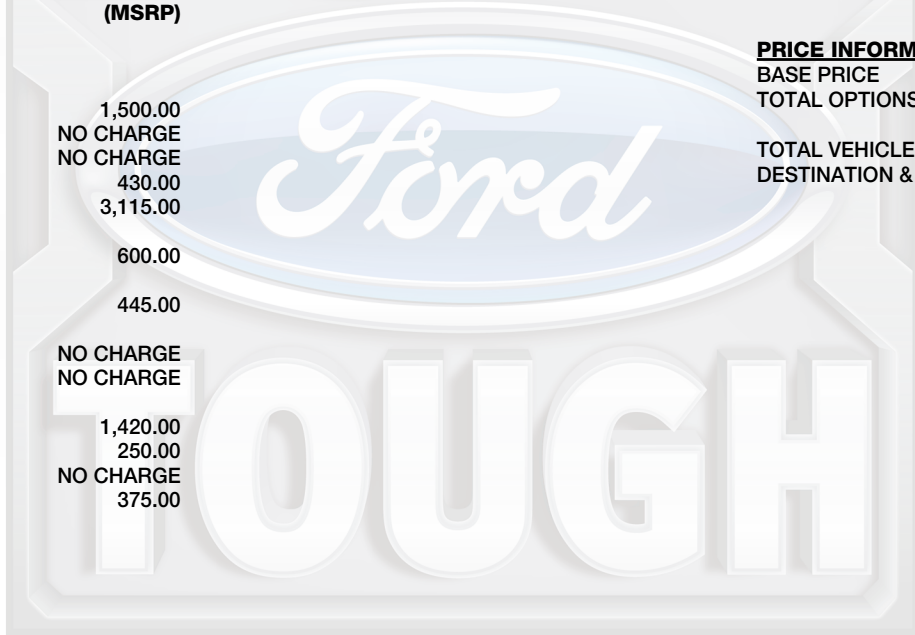 (MSRP)
1,500.00
NO CHARGE
NO CHARGE
430.00
3,115.00
600.00
445.00
NO CHARGE
NO CHARGE
1,420.00
250.00
NO CHARGE
375.00
PRICE INFORM
BASE PRICE
TOTAL OPTIONS
TOTAL VEHICLE
DESTINATION &
Ford
TOUGH